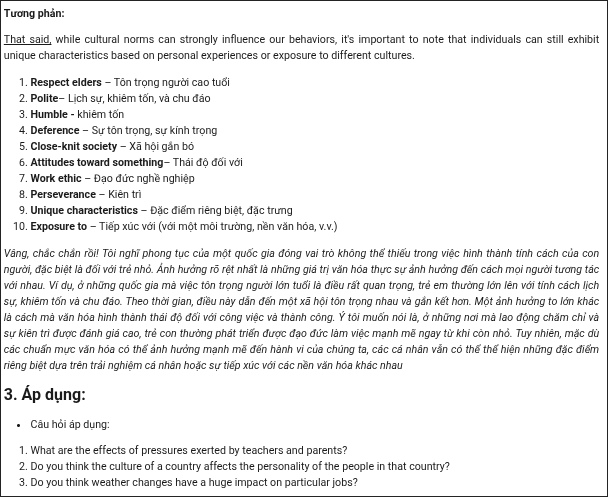 Tương phản:
That said, while cultural norms can strongly influence our behaviors, it's important to note that individuals can still exhibit
unique characteristics based on personal experiences or exposure to different cultures.
1. Respect elders – Tôn trọng người cao tuổi
2. Polite– Lịch sự, khiêm tốn, và chu đáo
3. Humble - khiêm tốn
4. Deference – Sự tôn trọng, sự kính trọng
5. Close-knit society – Xã hội gắn bó
6. Attitudes toward something– Thái độ đối với
7. Work ethic – Đạo đức nghề nghiệp
8. Perseverance – Kiên trì
9. Unique characteristics – Đặc điểm riêng biệt, đặc trưng
10. Exposure to – Tiếp xúc với (với một môi trường, nền văn hóa, v.v.)
Vâng, chắc chắn rồi! Tôi nghĩ phong tục của một quốc gia đóng vai trò không thể thiếu trong việc hình thành tính cách của con
người, đặc biệt là đối với trẻ nhỏ. Ảnh hưởng rõ rệt nhất là những giá trị văn hóa thực sự ảnh hưởng đến cách mọi người tương tác
với nhau. Ví dụ, ở những quốc gia mà việc tôn trọng người lớn tuổi là điều rất quan trọng, trẻ em thường lớn lên với tính cách lịch
sự, khiêm tốn và chu đáo. Theo thời gian, điều này dẫn đến một xã hội tôn trọng nhau và gắn kết hơn. Một ảnh hưởng to lớn khác
là cách mà văn hóa hình thành thái độ đối với công việc và thành công. Ý tôi muốn nói là, ở những nơi mà lao động chăm chỉ và
sự kiên trì được đánh giá cao, trẻ con thường phát triển được đạo đức làm việc mạnh mẽ ngay từ khi còn nhỏ. Tuy nhiên, mặc dù
các chuẩn mực văn hóa có thể ảnh hưởng mạnh mẽ đến hành vi của chúng ta, các cá nhân vẫn có thể thể hiện những đặc điểm
riêng biệt dựa trên trải nghiệm cá nhân hoặc sự tiếp xúc với các nền văn hóa khác nhau
3. Áp dụng:
• Câu hỏi áp dụng:
1. What are the effects of pressures exerted by teachers and parents?
2. Do you think the culture of a country affects the personality of the people in that country?
3. Do you think weather changes have a huge impact on particular jobs?